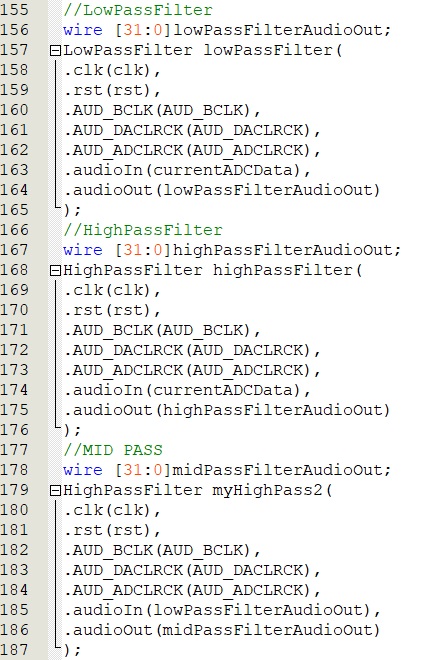 155 //LowPassFilter
156 wire [31:0]lowPassFilterAudioOut;
157 LowPassFilter lowPassFilter(
158 .clk(clk),
159 .rst(rst),
160 .AUD_BCLK(AUD_BCLK),
161 .AUD_DACLRCK(AUD_DACLRCK),
162 .AUD_ADCLRCK(AUD_ADCLRCK),
163 .audioIn(currentADCData),
164 .audioOut(lowPassFilterAudioOut)
165 );
166 //HighPassFilter
167 wire [31:0]highPassFilterAudioOut;
168 HighPassFilter highPassFilter(
169 .clk(clk),
170 .rst(rst),
171 .AUD_BCLK(AUD_BCLK),
172 .AUD_DACLRCK(AUD_DACLRCK),
173 .AUD_ADCLRCK(AUD_ADCLRCK),
174 .audioIn(currentADCData),
175 .audioOut(highPassFilterAudioOut)
176 );
177 //MID PASS
178 wire [31:0]midPassFilterAudioOut;
179 HighPassFilter myHighPass2(
180 .clk(clk),
181 .rst(rst),
182 .AUD_BCLK(AUD_BCLK),
183 .AUD_DACLRCK(AUD_DACLRCK),
184 .AUD_ADCLRCK(AUD_ADCLRCK),
185 .audioIn(lowPassFilterAudioOut),
186 .audioOut(midPassFilterAudioOut)
187 );